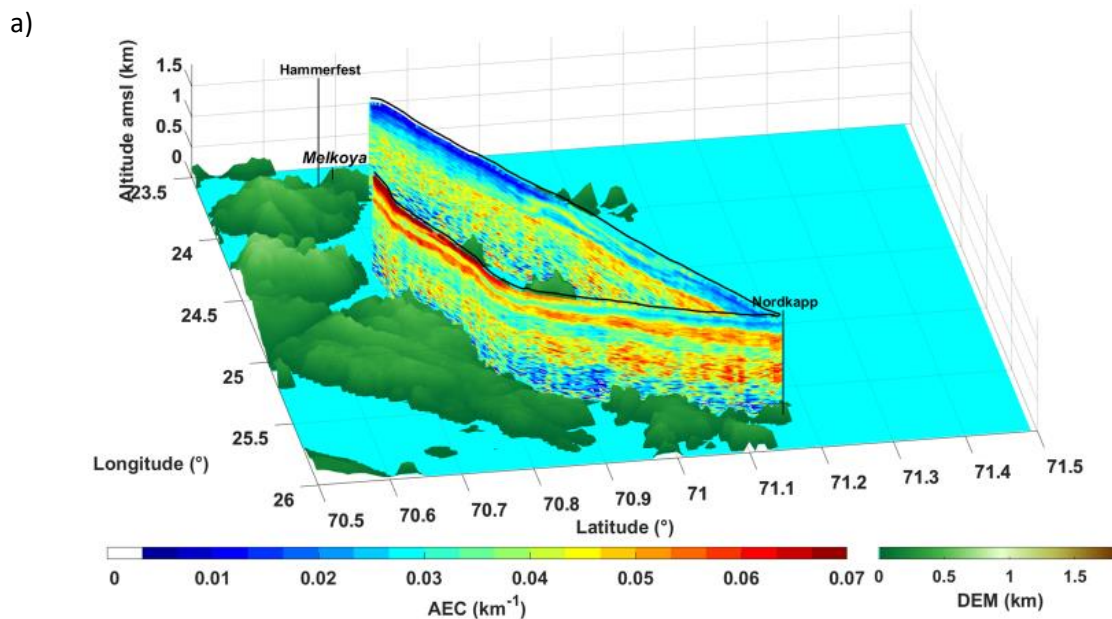 a)
Altitude amsl (km)
1.5
1
0.5
0
Hammerfest
Melkoya
Nordkapp
23.5
24
24.5
25
25.5
26
Longitude (°)
70.5
70.6
70.7
70.8
70.9
71
71.1
71.2
71.3
71.4
71.5
Latitude (°)
0 0.01 0.02 0.03 0.04 0.05 0.06 0.07
AEC (km⁻¹)
0 0.5 1 1.5
DEM (km)